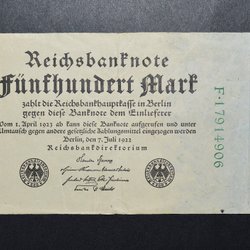 Reichsbanknote
Fünfhundert Mark
zahlt die Reichsbankhauptkasse in Berlin
gegen diese Banknote dem Einlieferer
Vom 1. April 1923 ab kann diese Banknote aufgerufen und unter
Umtausch gegen andere gesetzliche Zahlungsmittel eingezogen werden
Berlin, den 7. Juli 1922
Reichsbankdirektorium
F·17914906